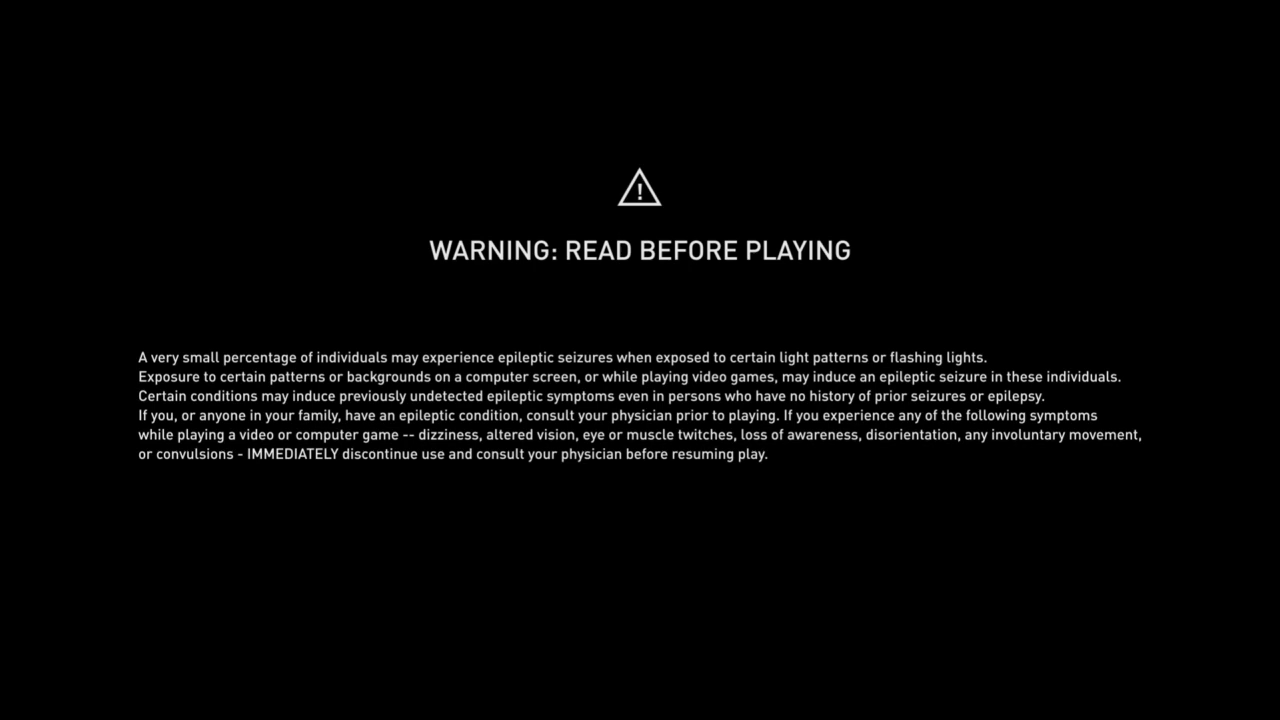 WARNING: READ BEFORE PLAYING
A very small percentage of individuals may experience epileptic seizures when exposed to certain light patterns or flashing lights.
Exposure to certain patterns or backgrounds on a computer screen, or while playing video games, may induce an epileptic seizure in these individuals.
Certain conditions may induce previously undetected epileptic symptoms even in persons who have no history of prior seizures or epilepsy.
If you, or anyone in your family, have an epileptic condition, consult your physician prior to playing. If you experience any of the following symptoms
while playing a video or computer game -- dizziness, altered vision, eye or muscle twitches, loss of awareness, disorientation, any involuntary movement,
or convulsions - IMMEDIATELY discontinue use and consult your physician before resuming play.